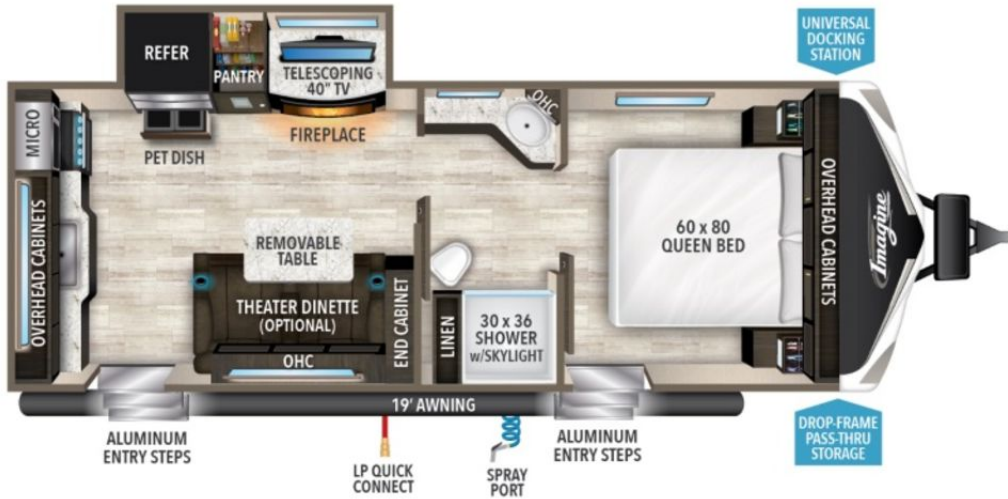 UNIVERSAL
DOCKING
STATION
REFER
PANTRY
TELESCOPING
40" TV
FIREPLACE
MICRO
PET DISH
OHC
OVERHEAD CABINETS
REMOVABLE
TABLE
THEATER DINETTE
(OPTIONAL)
OHC
END CABINET
LINEN
30 x 36
SHOWER
w/SKYLIGHT
60 x 80
QUEEN BED
OVERHEAD CABINETS
Imagine
19' AWNING
ALUMINUM
ENTRY STEPS
LP QUICK
CONNECT
SPRAY
PORT
ALUMINUM
ENTRY STEPS
DROP-FRAME
PASS-THRU
STORAGE